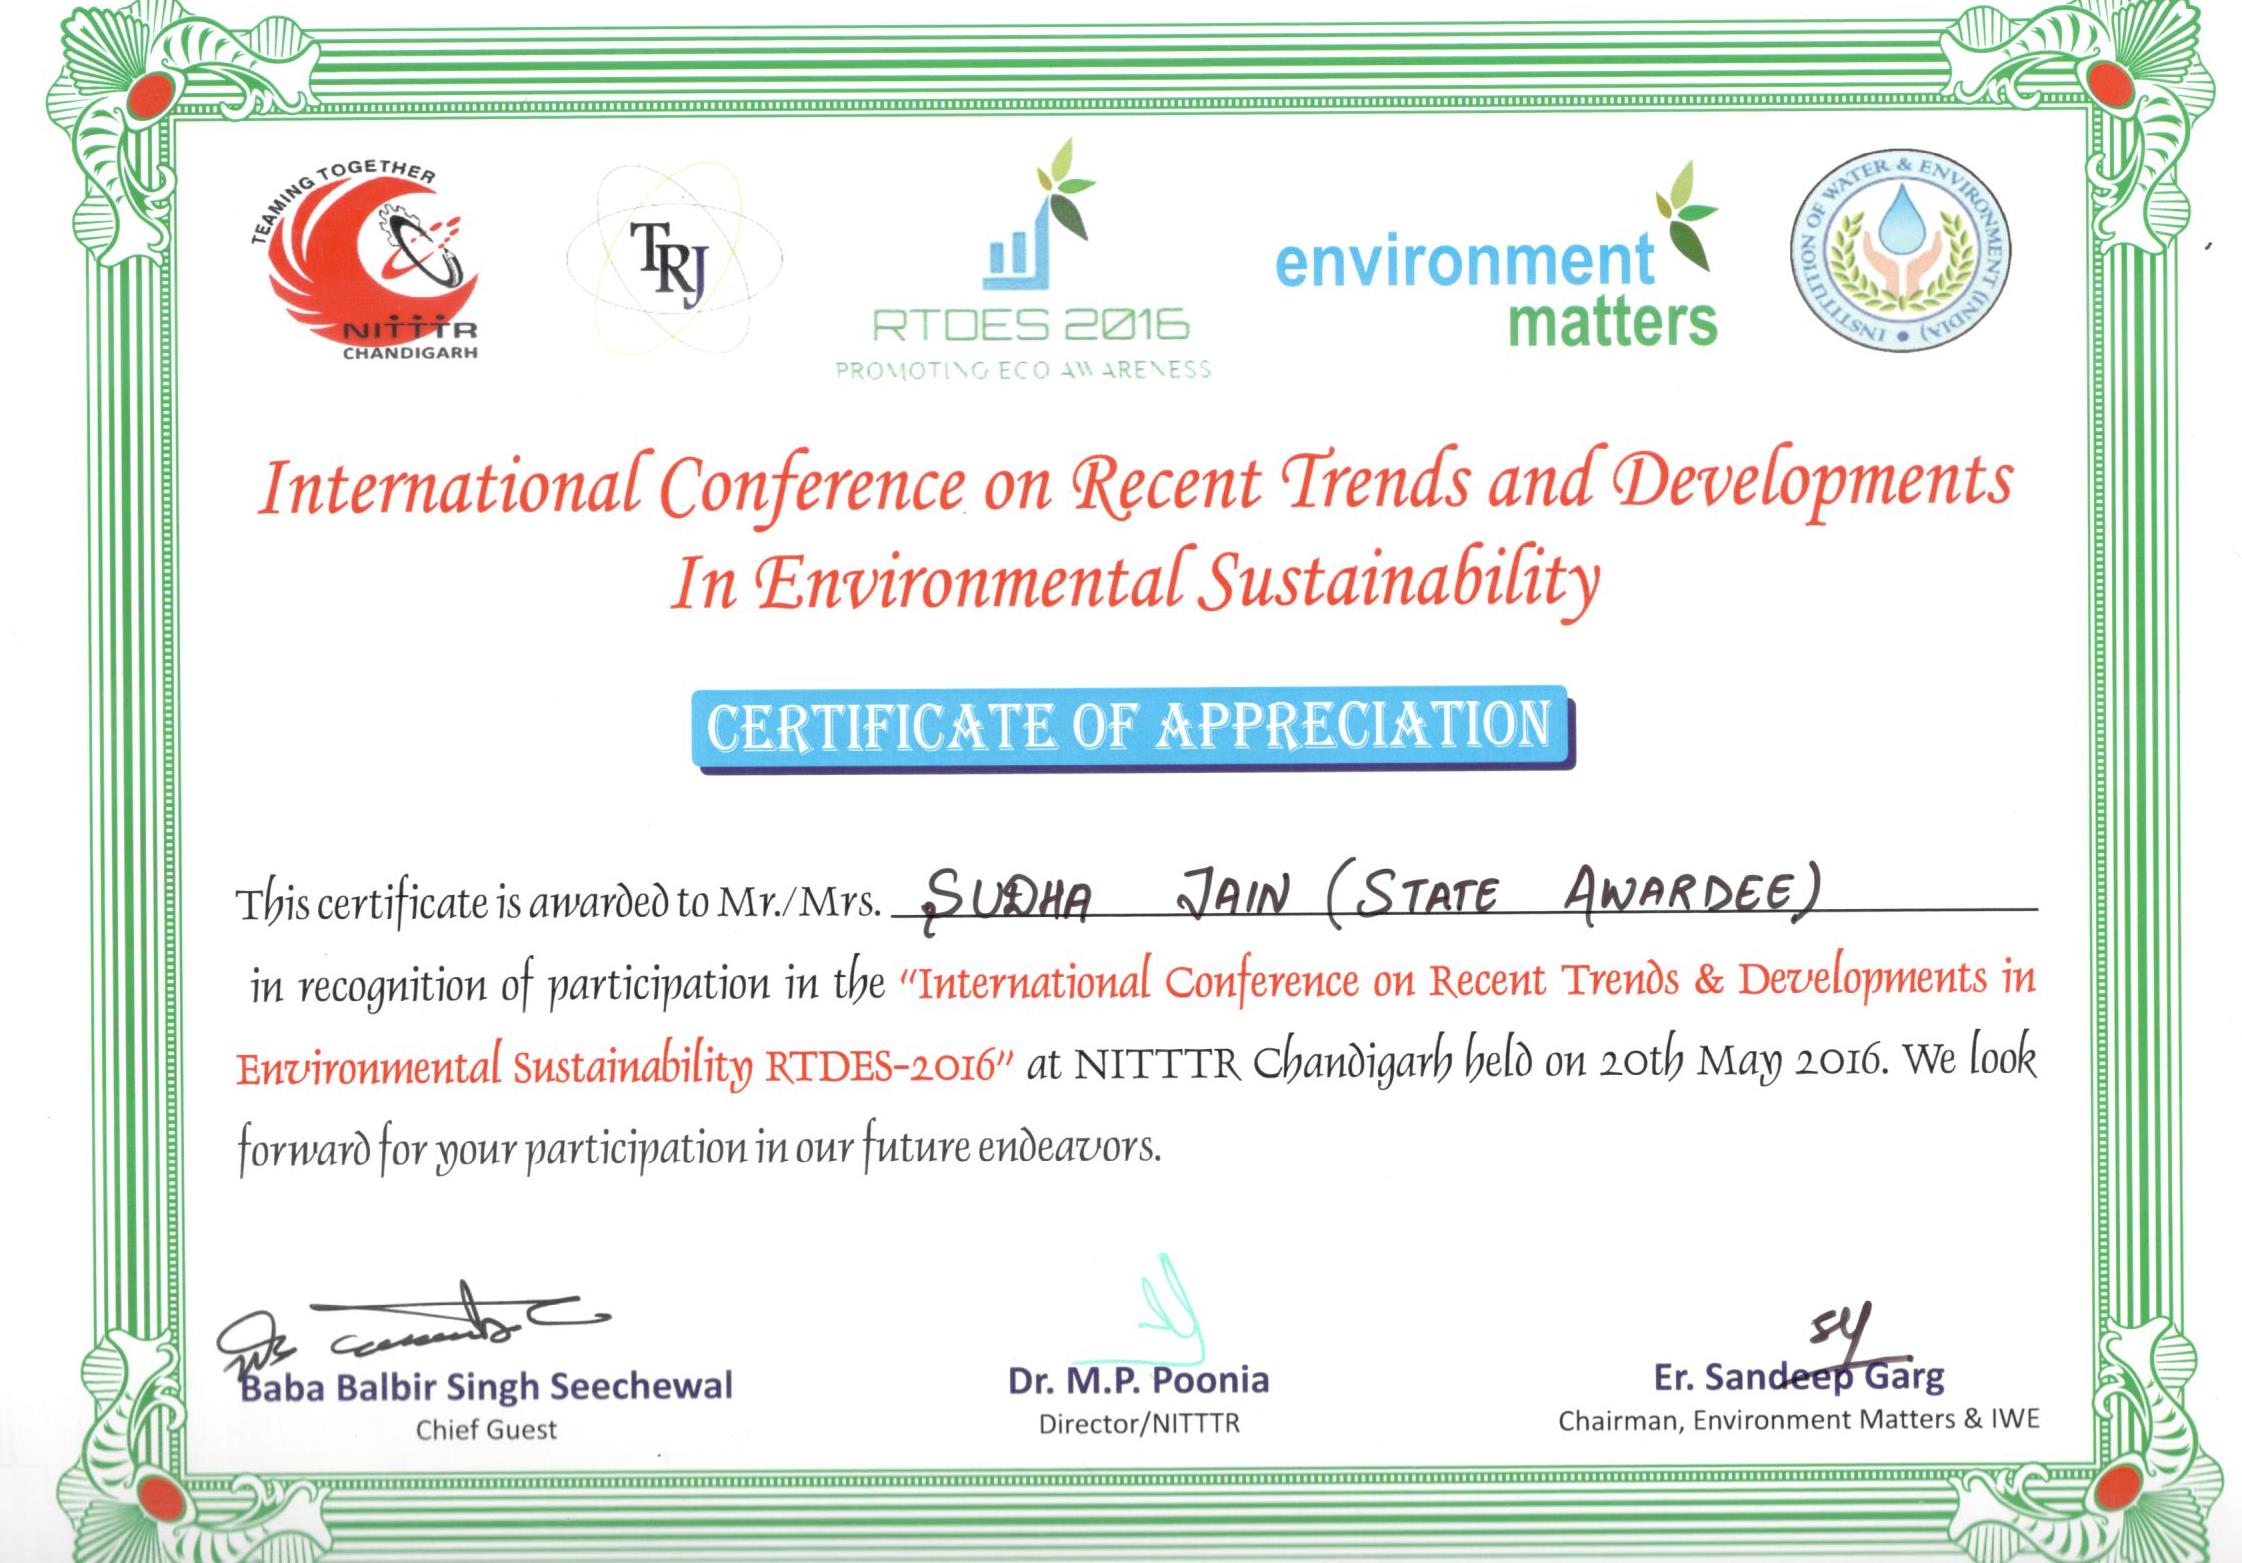 TEAMING TOGETHER
NITTTR
CHANDIGARH
TRJ
RTDES 2016
PROMOTING ECO AWARENESS
environment
matters
INSTITUTION OF WATER & ENVIRONMENT (INDIA)
International Conference on Recent Trends and Developments
In Environmental Sustainability
CERTIFICATE OF APPRECIATION
This certificate is awarded to Mr./Mrs. SUDHA JAIN (STATE AWARDEE)
in recognition of participation in the “International Conference on Recent Trends & Developments in
Environmental Sustainability RTDES-2016” at NITTTR Chandigarh held on 20th May 2016. We look
forward for your participation in our future endeavors.
Baba Balbir Singh Seechewal
Chief Guest
Dr. M.P. Poonia
Director/NITTTR
Er. Sandeep Garg
Chairman, Environment Matters & IWE